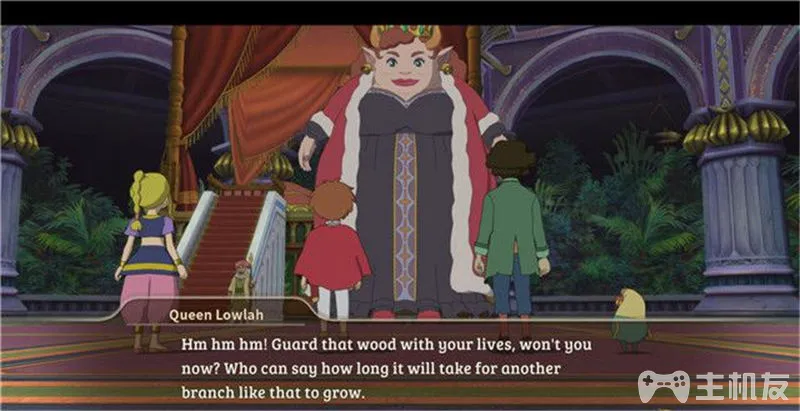 Queen Lowlah
Hm hm hm! Guard that wood with your lives, won't you
now? Who can say how long it will take for another
branch like that to grow.
主机友